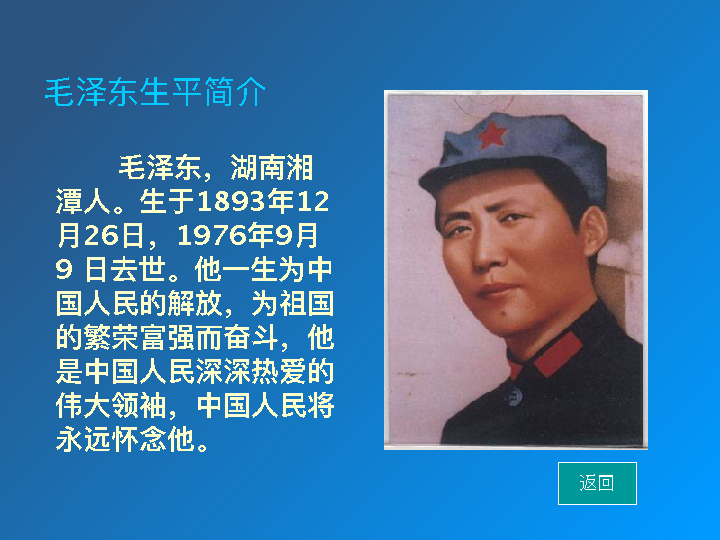 毛泽东生平简介
毛泽东，湖南湘
潭人。生于1893年12
月26日，1976年9月
9 日去世。他一生为中
国人民的解放，为祖国
的繁荣富强而奋斗，他
是中国人民深深热爱的
伟大领袖，中国人民将
永远怀念他。
返回